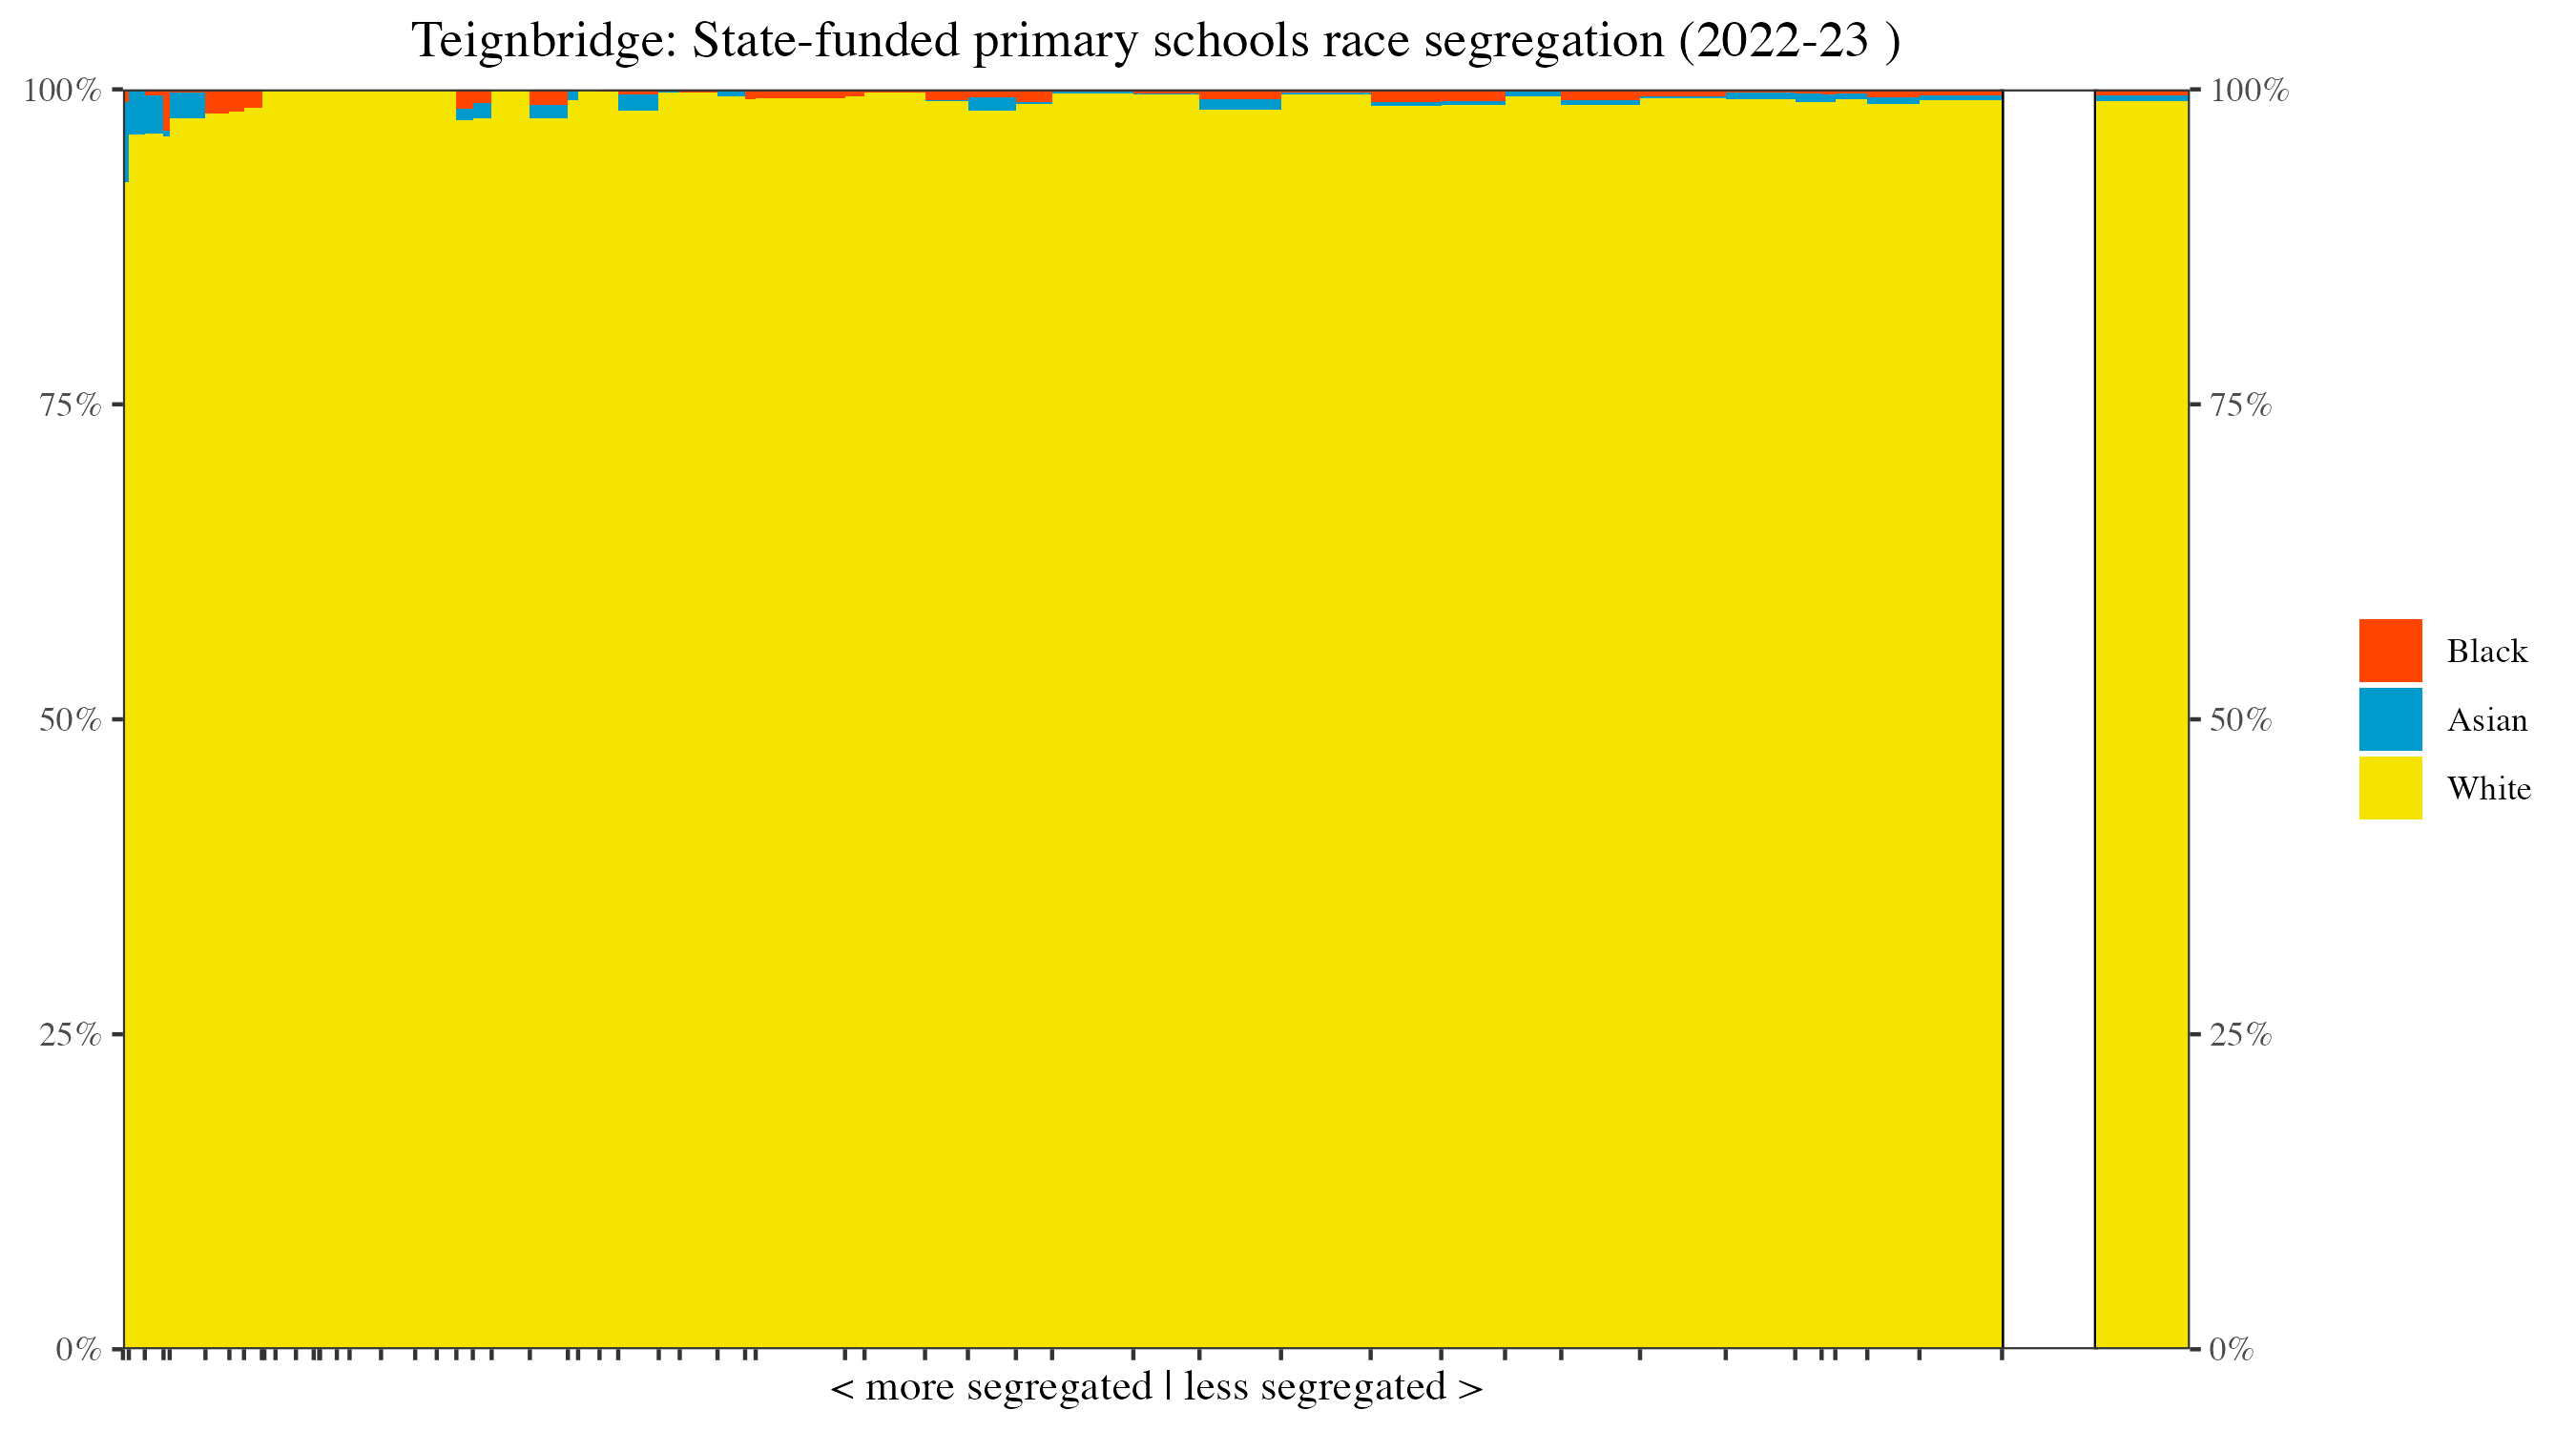 Teignbridge: State-funded primary schools race segregation (2022-23 )
100%
75%
50%
25%
0%
100%
75%
50%
25%
0%
Black
Asian
White
< more segregated | less segregated >